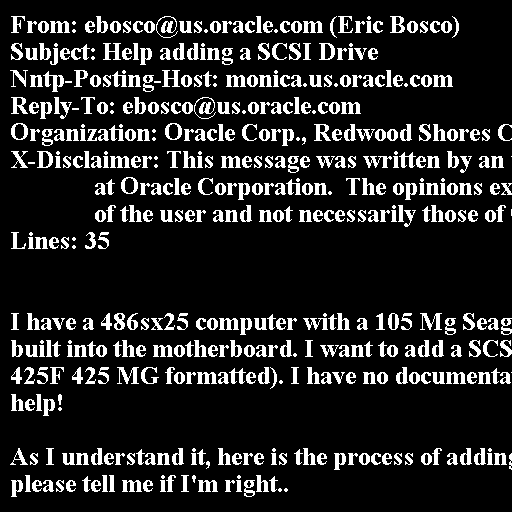 From: ebosco@us.oracle.com (Eric Bosco)
Subject: Help adding a SCSI Drive
Nntp-Posting-Host: monica.us.oracle.com
Reply-To: ebosco@us.oracle.com
Organization: Oracle Corp., Redwood Shores
X-Disclaimer: This message was written by an
at Oracle Corporation.  The opinions ex
of the user and not necessarily those of
Lines: 35
I have a 486sx25 computer with a 105 Mg Seag
built into the motherboard. I want to add a SCS
425F 425 MG formatted). I have no documenta
help!
As I understand it, here is the process of adding
please tell me if I'm right..